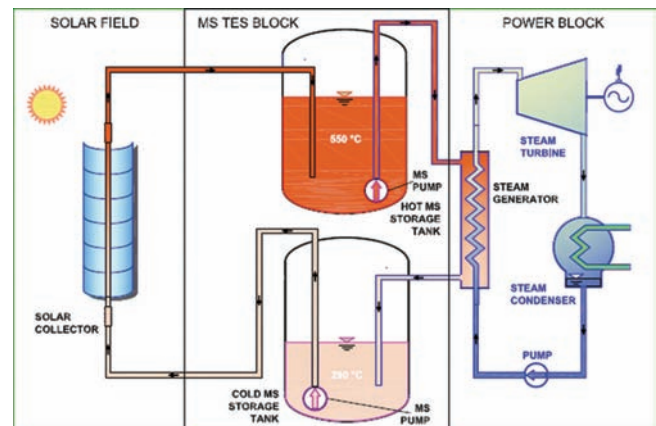 SOLAR FIELD
MS TES BLOCK
POWER BLOCK
550 °C
MS
PUMP
HOT MS
STORAGE
TANK
STEAM
TURBINE
STEAM
GENERATOR
STEAM
CONDENSER
SOLAR
COLLECTOR
290 °C
COLD MS
STORAGE
TANK
MS
PUMP
PUMP